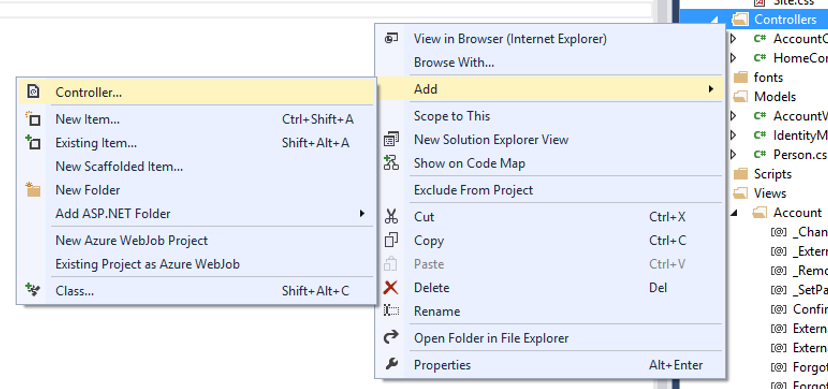 Controller...
New Item... Ctrl+Shift+A
Existing Item... Shift+Alt+A
New Scaffolded Item...
New Folder
Add ASP.NET Folder
New Azure WebJob Project
Existing Project as Azure WebJob
Class... Shift+Alt+C
View in Browser (Internet Explorer)
Browse With...
Add
Scope to This
New Solution Explorer View
Show on Code Map
Exclude From Project
Cut Ctrl+X
Copy Ctrl+C
Paste Ctrl+V
Delete Del
Rename
Open Folder in File Explorer
Properties Alt+Enter
Site.css
Controllers
C# AccountC
C# HomeCon
fonts
Models
C# AccountV
C# IdentityM
C# Person.cs
Scripts
Views
Account
[@] _Chan
[@] _Extern
[@] _Remo
[@] _SetPa
[@] Confir
[@] Extern
[@] Extern
[@] Forgot
[@] Forgot